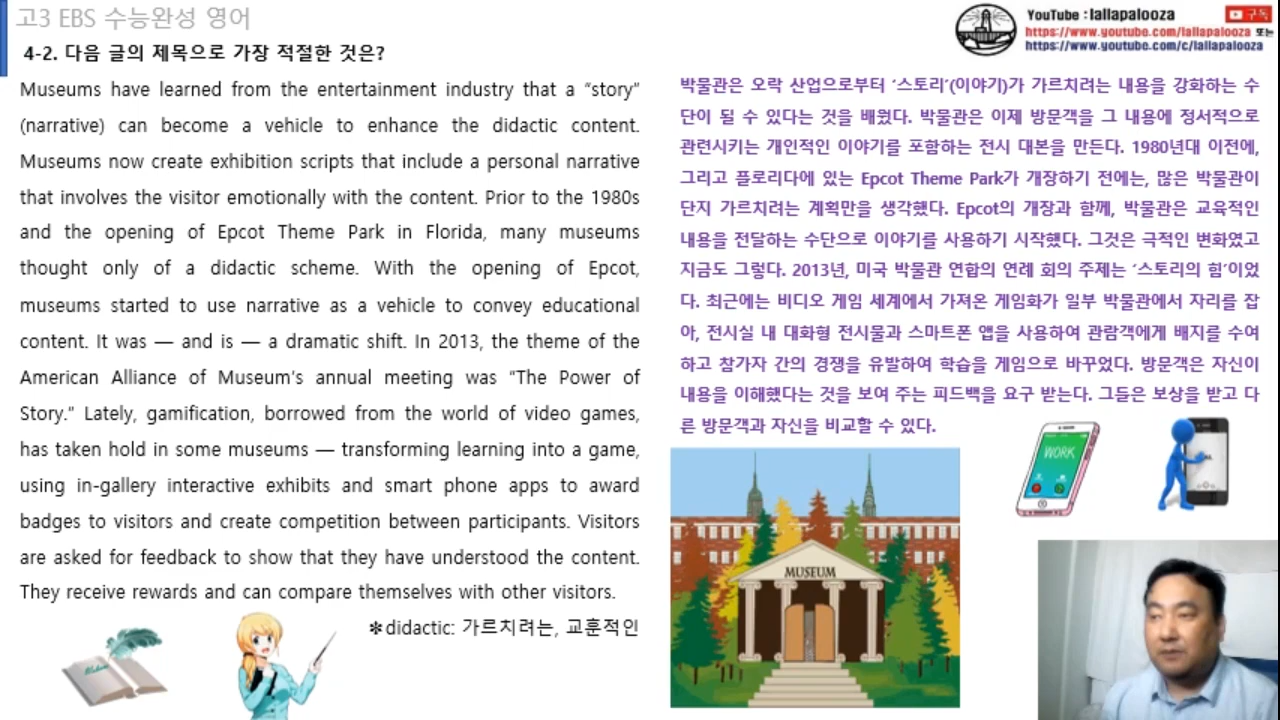 고3 EBS 수능완성 영어
4-2. 다음 글의 제목으로 가장 적절한 것은?
Museums have learned from the entertainment industry that a “story”
(narrative) can become a vehicle to enhance the didactic content.
Museums now create exhibition scripts that include a personal narrative
that involves the visitor emotionally with the content. Prior to the 1980s
and the opening of Epcot Theme Park in Florida, many museums
thought only of a didactic scheme. With the opening of Epcot,
museums started to use narrative as a vehicle to convey educational
content. It was — and is — a dramatic shift. In 2013, the theme of the
American Alliance of Museum’s annual meeting was “The Power of
Story.” Lately, gamification, borrowed from the world of video games,
has taken hold in some museums — transforming learning into a game,
using in-gallery interactive exhibits and smart phone apps to award
badges to visitors and create competition between participants. Visitors
are asked for feedback to show that they have understood the content.
They receive rewards and can compare themselves with other visitors.
✻didactic: 가르치려는, 교훈적인
YouTube : lallapalooza
구독
https://www.youtube.com/lallapalooza 또는
https://www.youtube.com/c/lallapalooza
박물관은 오락 산업으로부터 ‘스토리’(이야기)가 가르치려는 내용을 강화하는 수
단이 될 수 있다는 것을 배웠다. 박물관은 이제 방문객을 그 내용에 정서적으로
관련시키는 개인적인 이야기를 포함하는 전시 대본을 만든다. 1980년대 이전에,
그리고 플로리다에 있는 Epcot Theme Park가 개장하기 전에는, 많은 박물관이
단지 가르치려는 계획만을 생각했다. Epcot의 개장과 함께, 박물관은 교육적인
내용을 전달하는 수단으로 이야기를 사용하기 시작했다. 그것은 극적인 변화였고
지금도 그렇다. 2013년, 미국 박물관 연합의 연례 회의 주제는 ‘스토리의 힘’이었
다. 최근에는 비디오 게임 세계에서 가져온 게임화가 일부 박물관에서 자리를 잡
아, 전시실 내 대화형 전시물과 스마트폰 앱을 사용하여 관람객에게 배지를 수여
하고 참가자 간의 경쟁을 유발하여 학습을 게임으로 바꾸었다. 방문객은 자신이
내용을 이해했다는 것을 보여 주는 피드백을 요구 받는다. 그들은 보상을 받고 다
른 방문객과 자신을 비교할 수 있다.
WORK
MUSEUM